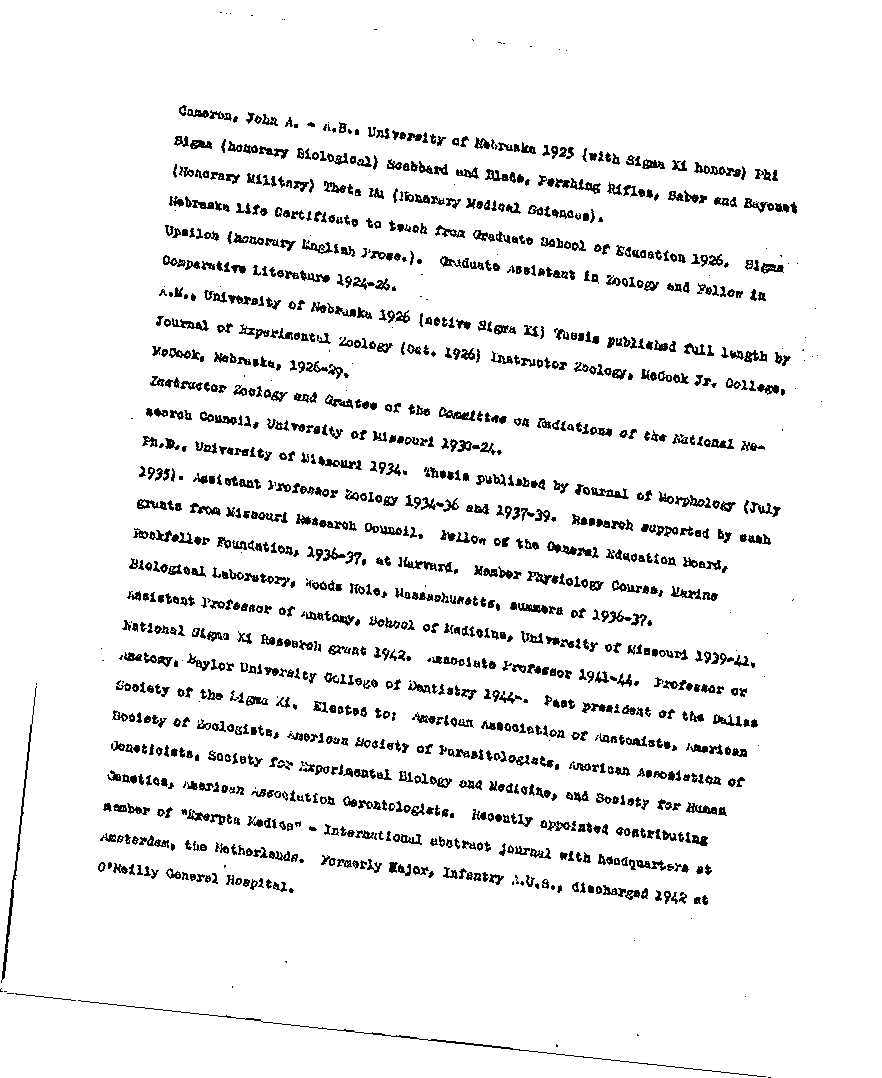 Cameron, John A. - A.B., University of Nebraska 1925 (with Sigma Xi honors) Phi
Sigma (honorary Biological) Scabbard and Blade, Pershing Rifles, Saber and Bayonet
(Honorary Military) Theta Nu (Honorary Medical Sciences).
Nebraska life Certificate to teach from Graduate School of Education 1926. Sigma
Upsilon (honorary English Prose.). Graduate Assistant in Zoology and Fellow in
Comparative Literature 1924-26.
A.M., University of Nebraska 1926 (active Sigma Xi) Thesis published full length by
Journal of Experimental Zoology (Oct. 1926) Instructor Zoology, McCook Jr. College,
McCook, Nebraska, 1926-29.
Instructor Zoology and Grantee of the Committee on Radiations of the National Re-
search Council, University of Missouri 1930-24.
Ph.D., University of Missouri 1934. Thesis published by Journal of Morphology (July
1935). Assistant Professor Zoology 1934-36 and 1937-39. Research supported by such
grants from Missouri Research Council. Fellow of the General Education Board,
Rockfeller Foundation, 1936-37, at Harvard. Member Physiology Course, Marine
Biological Laboratory, Woods Hole, Massachusetts, summers of 1936-37.
Assistant Professor of Anatomy, School of Medicine, University of Missouri 1939-41.
National Sigma Xi Research grant 1942. Associate Professor 1941-44. Professor or
Anatomy, Baylor University College of Dentistry 1944-. Past president of the Dallas
Society of the Sigma Xi. Elected to: American Association of Anatomists, American
Society of Zoologists, American Society of Parasitologists, American Association of
Geneticists, Society for Experimental Biology and Medicine, and Society for Human
Genetics, American Association Gerontologists. Recently appointed contributing
member of "Exerpta Medica" - International abstract journal with headquarters at
Amsterdam, the Netherlands. Formerly Major, Infantry A.U.S., discharged 1942 at
O'Reilly General Hospital.